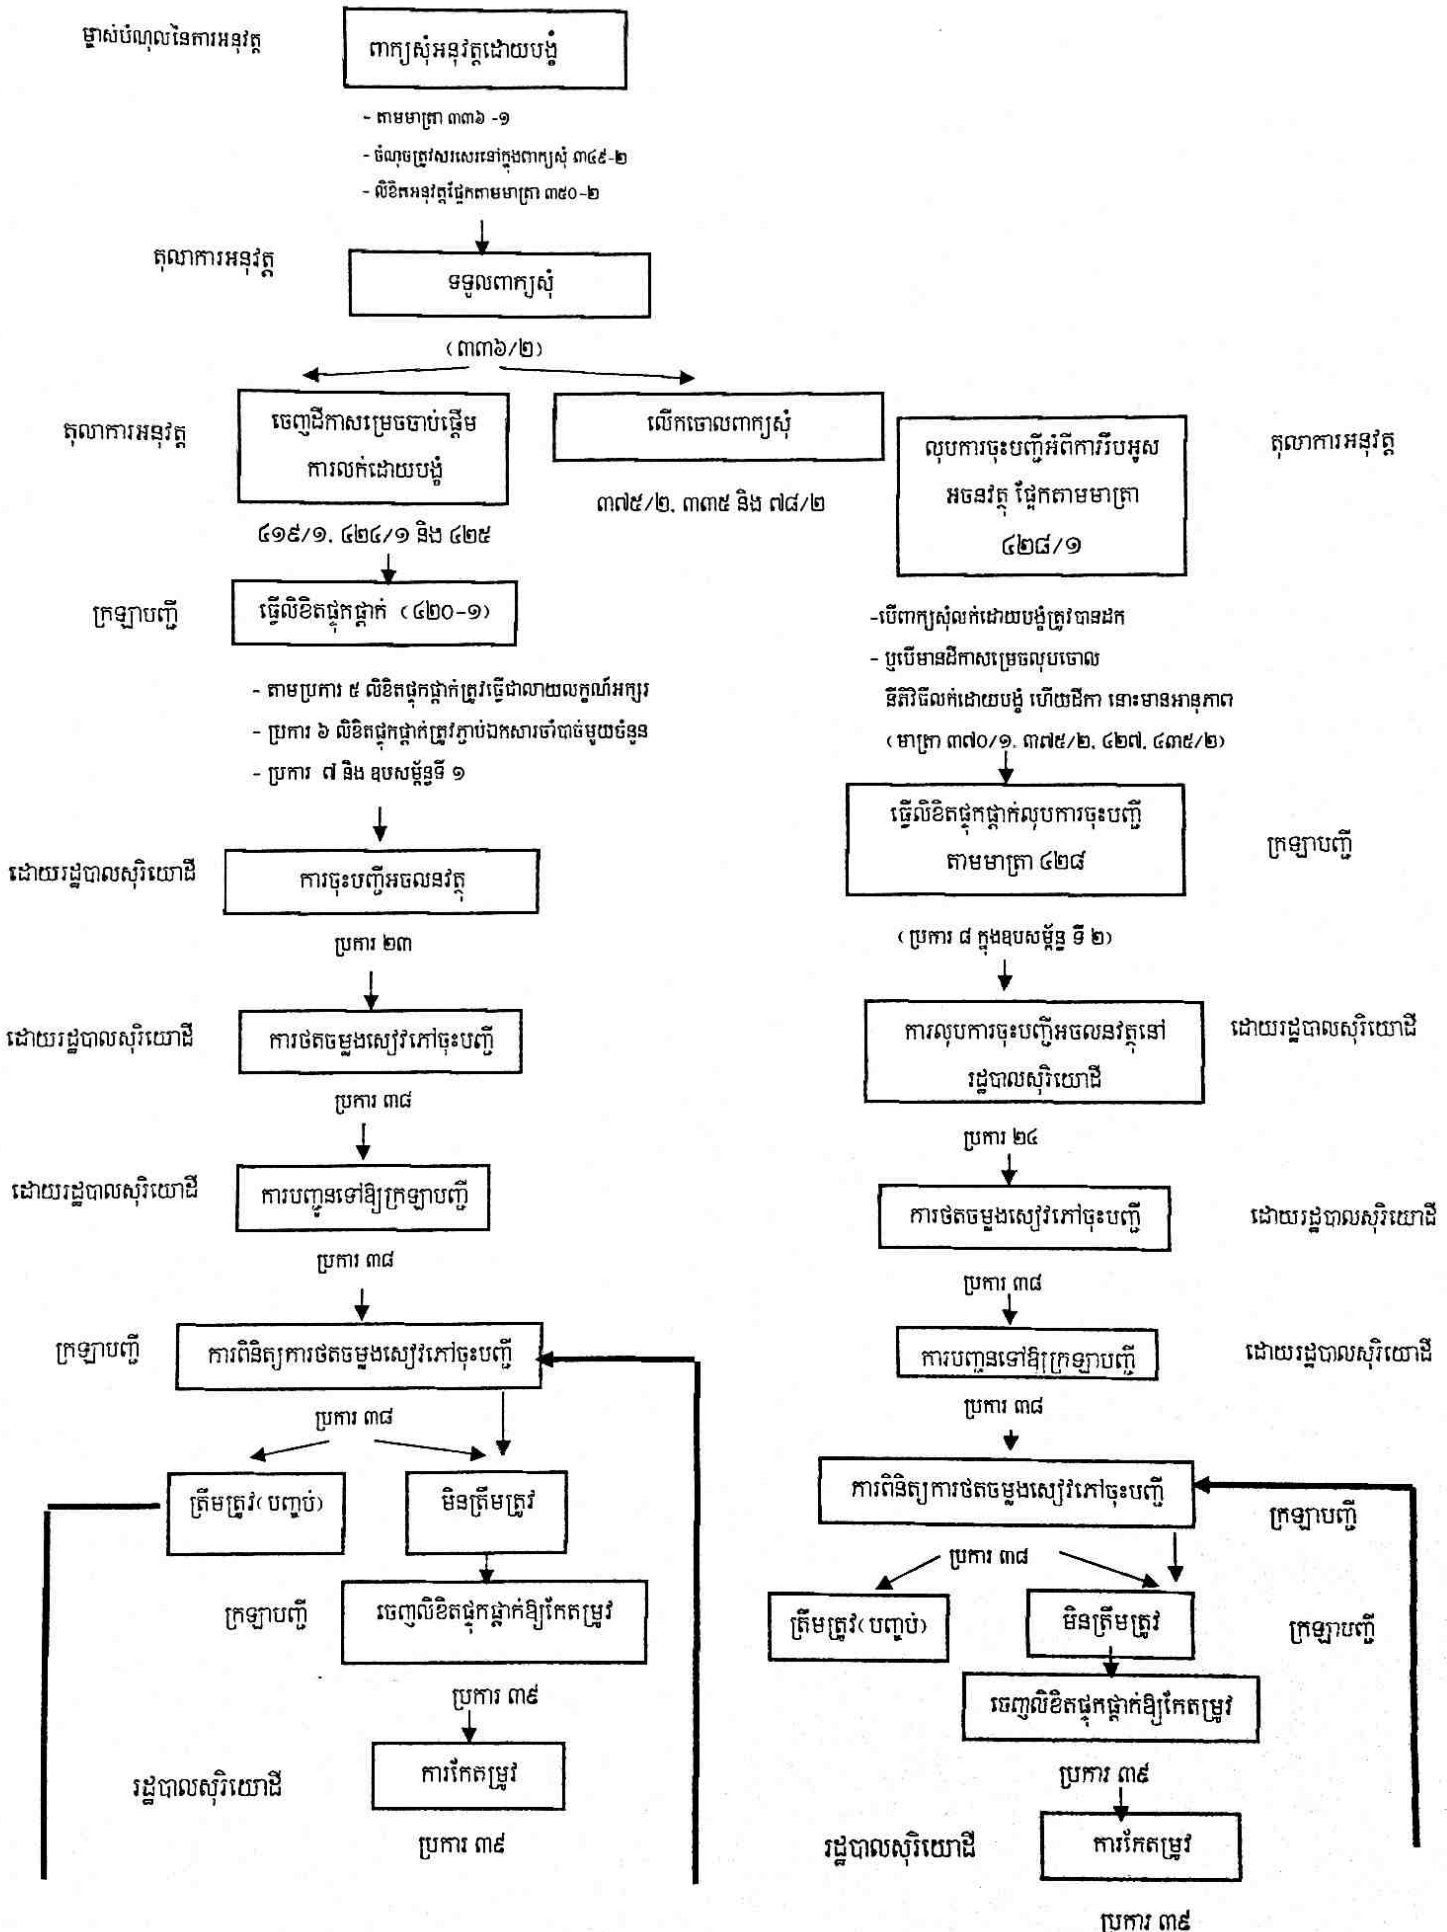 ម្ចាស់បំណុលនៃការអនុវត្ត
ពាក្យសុំអនុវត្តដោយបង្ខំ
- តាមមាត្រា ៣៣៦ -១
- ចំណុចត្រូវសរសេរនៅក្នុងពាក្យសុំ ៣៤៩-២
- លិខិតអនុវត្តផ្អែកតាមមាត្រា ៣៥០-២
តុលាការអនុវត្ត
ទទួលពាក្យសុំ
(៣៣៦/២)
តុលាការអនុវត្ត
ចេញដីកាសម្រេចចាប់ផ្តើម
ការលក់ដោយបង្ខំ
៤១៩/១, ៤២៤/១ និង ៤២៥
លើកចោលពាក្យសុំ
៣៧៥/២, ៣៣៥ និង ៧៨/២
លុបការចុះបញ្ជីអំពីការរឹបអូស
អចនវត្ថុ ផ្អែកតាមមាត្រា
៤២៨/១
តុលាការអនុវត្ត
ក្រឡាបញ្ជី
ធ្វើលិខិតផ្ទុកផ្តាក់ (៤២០-១)
- តាមប្រការ ៥ លិខិតផ្ទុកផ្តាក់ត្រូវធ្វើជាលាយលក្ខណ៍អក្សរ
- ប្រការ ៦ លិខិតផ្ទុកផ្តាក់ត្រូវភ្ជាប់ឯកសារចាំបាច់មួយចំនួន
- ប្រការ ៧ និង ឧបសម្ព័ន្ធទី ១
ដោយរដ្ឋបាលសុរិយោដី
ការចុះបញ្ជីអចលនវត្ថុ
ប្រការ ២៣
ដោយរដ្ឋបាលសុរិយោដី
ការថតចម្លងសៀវភៅចុះបញ្ជី
ប្រការ ៣៨
ដោយរដ្ឋបាលសុរិយោដី
ការបញ្ជូនទៅឱ្យក្រឡាបញ្ជី
ប្រការ ៣៨
ក្រឡាបញ្ជី
ការពិនិត្យការថតចម្លងសៀវភៅចុះបញ្ជី
ប្រការ ៣៨
ត្រឹមត្រូវ(បញ្ចប់)
មិនត្រឹមត្រូវ
ក្រឡាបញ្ជី
ចេញលិខិតផ្ទុកផ្តាក់ឱ្យកែតម្រូវ
ប្រការ ៣៩
រដ្ឋបាលសុរិយោដី
ការកែតម្រូវ
ប្រការ ៣៩
-បើពាក្យសុំលក់ដោយបង្ខំត្រូវបានដក
- ឬបើមានដីកាសម្រេចលុបចោល
នីតិវិធីលក់ដោយបង្ខំ ហើយដីកា នោះមានអានុភាព
(មាត្រា ៣៧០/១, ៣៧៥/២, ៤២៧, ៤៣៥/២)
ធ្វើលិខិតផ្ទុកផ្តាក់លុបការចុះបញ្ជី
តាមមាត្រា ៤២៨
ក្រឡាបញ្ជី
(ប្រការ ៨ ក្នុងឧបសម្ព័ន្ធ ទី ២)
ការលុបការចុះបញ្ជីអចលនវត្ថុនៅ
រដ្ឋបាលសុរិយោដី
ដោយរដ្ឋបាលសុរិយោដី
ប្រការ ២៤
ការថតចម្លងសៀវភៅចុះបញ្ជី
ដោយរដ្ឋបាលសុរិយោដី
ប្រការ ៣៨
ការបញ្ជូនទៅឱ្យក្រឡាបញ្ជី
ដោយរដ្ឋបាលសុរិយោដី
ប្រការ ៣៨
ការពិនិត្យការថតចម្លងសៀវភៅចុះបញ្ជី
ក្រឡាបញ្ជី
ប្រការ ៣៨
ត្រឹមត្រូវ(បញ្ចប់)
មិនត្រឹមត្រូវ
ក្រឡាបញ្ជី
ចេញលិខិតផ្ទុកផ្តាក់ឱ្យកែតម្រូវ
ប្រការ ៣៩
រដ្ឋបាលសុរិយោដី
ការកែតម្រូវ
ប្រការ ៣៩